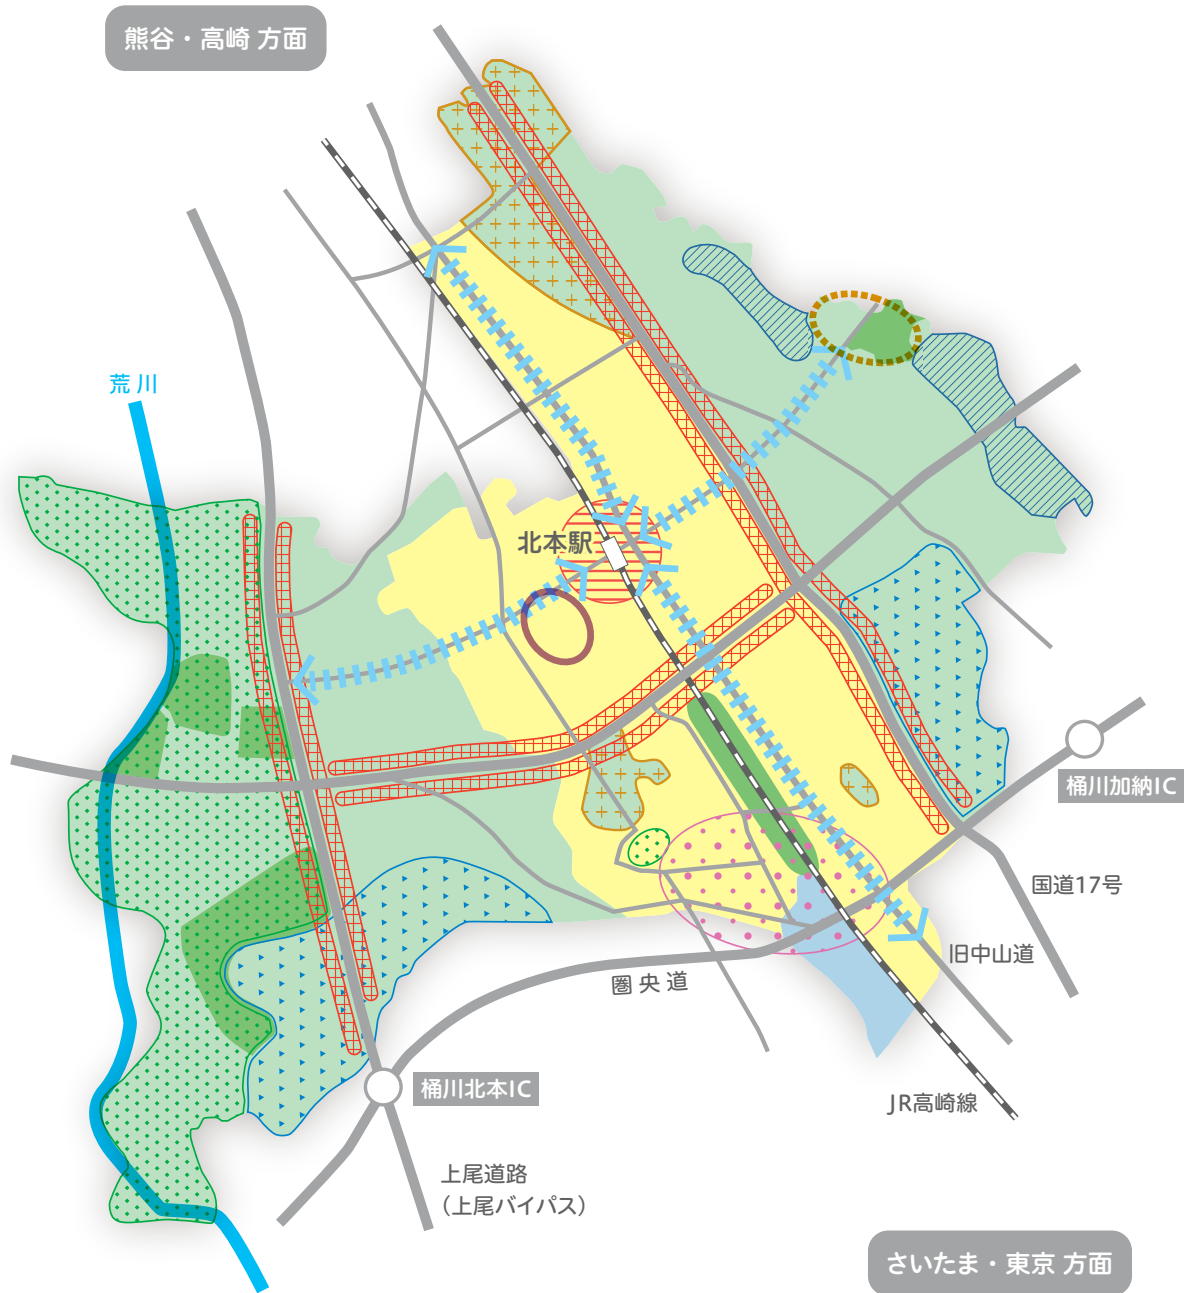 熊谷・高崎 方面
荒川
北本駅
桶川加納IC
国道17号
旧中山道
圏央道
桶川北本IC
JR高崎線
上尾道路
（上尾バイパス）
さいたま・東京 方面